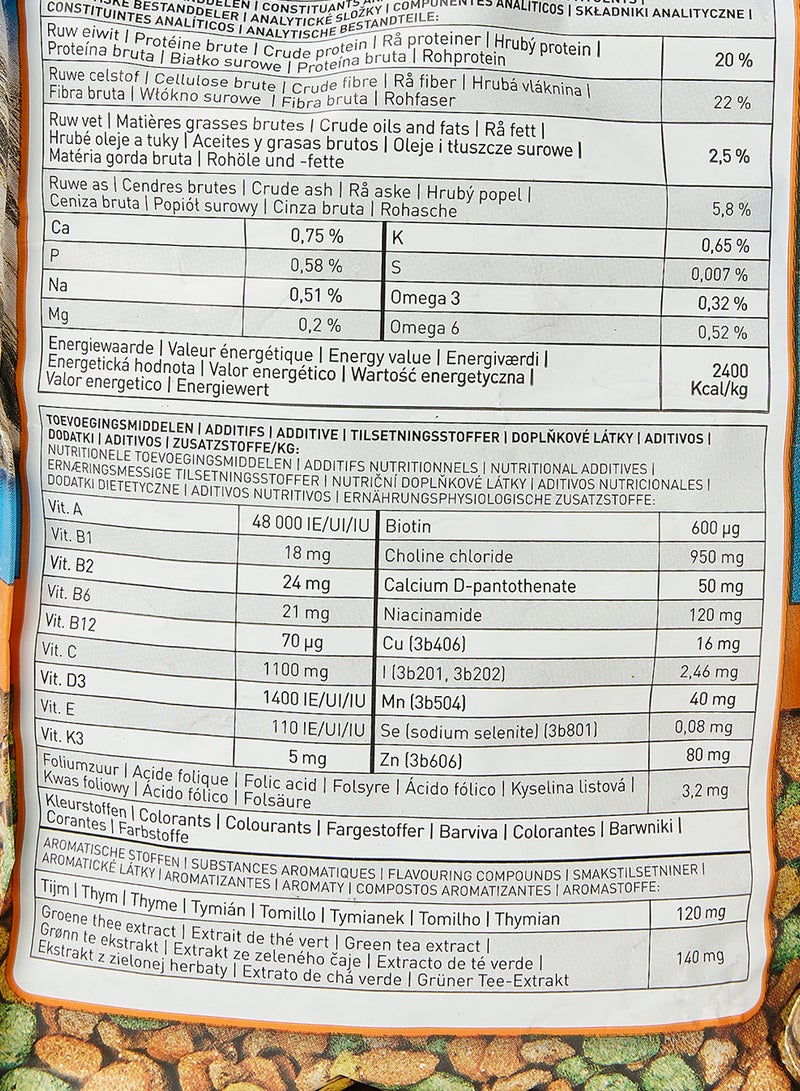 CONSTITUINTES ANALÍTICOS | ANALYTISCHE BESTANDTEILE:
BESTANDDELER | ANALYTICKÉ SLOŽKY | COMPONENTES ANALÍTICOS | SKŁADNIKI ANALITYCZNE |
Ruw eiwit | Protéine brute | Crude protein | Rå proteiner | Hrubý protein |
Proteína bruta | Białko surowe | Proteína bruta | Rohprotein
20 %
Ruwe celstof | Cellulose brute | Crude fibre | Rå fiber | Hrubá vláknina |
Fibra bruta | Włókno surowe | Fibra bruta | Rohfaser
22 %
Ruw vet | Matières grasses brutes | Crude oils and fats | Rå fett |
Hrubé oleje a tuky | Aceites y grasas brutos | Oleje i tłuszcze surowe |
Matéria gorda bruta | Rohöle und -fette
2,5 %
Ruwe as | Cendres brutes | Crude ash | Rå aske | Hrubý popel |
Ceniza bruta | Popiół surowy | Cinza bruta | Rohasche
5,8 %
Ca 0,75 % K 0,65 %
P 0,58 % S 0,007 %
Na 0,51 % Omega 3 0,32 %
Mg 0,2 % Omega 6 0,52 %
Energiewaarde | Valeur énergétique | Energy value | Energiværdi |
Energetická hodnota | Valor energético | Wartość energetyczna |
Valor energetico | Energiewert
2400
Kcal/kg
TOEVOEGINGSMIDDELEN | ADDITIFS | ADDITIVE | TILSETNINGSSTOFFER | DOPLŇKOVÉ LÁTKY | ADITIVOS |
DODATKI | ADITIVOS | ZUSATZSTOFFE/KG:
NUTRITIONELE TOEVOEGINGSMIDDELEN | ADDITIFS NUTRITIONNELS | NUTRITIONAL ADDITIVES |
ERNÆRINGSMESSIGE TILSETNINGSSTOFFER | NUTRIČNÍ DOPLŇKOVÉ LÁTKY | ADITIVOS NUTRICIONALES |
DODATKI DIETETYCZNE | ADITIVOS NUTRITIVOS | ERNÄHRUNGSPHYSIOLOGISCHE ZUSATZSTOFFE:
Vit. A 48 000 IE/UI/IU Biotin 600 µg
Vit. B1 18 mg Choline chloride 950 mg
Vit. B2 24 mg Calcium D-pantothenate 50 mg
Vit. B6 21 mg Niacinamide 120 mg
Vit. B12 70 µg Cu (3b406) 16 mg
Vit. C 1100 mg I (3b201, 3b202) 2,46 mg
Vit. D3 1400 IE/UI/IU Mn (3b504) 40 mg
Vit. E 110 IE/UI/IU Se (sodium selenite) (3b801) 0,08 mg
Vit. K3 5 mg Zn (3b606) 80 mg
Foliumzuur | Acide folique | Folic acid | Folsyre | Ácido fólico | Kyselina listová |
Kwas foliowy | Ácido fólico | Folsäure
3,2 mg
Kleurstoffen | Colorants | Colourants | Fargestoffer | Barviva | Colorantes | Barwniki |
Corantes | Farbstoffe
AROMATISCHE STOFFEN | SUBSTANCES AROMATIQUES | FLAVOURING COMPOUNDS | SMAKSTILSETNINER |
AROMATICKÉ LÁTKY | AROMATIZANTES | AROMATY | COMPOSTOS AROMATIZANTES | AROMASTOFFE:
Tijm | Thym | Thyme | Tymián | Tomillo | Tymianek | Tomilho | Thymian
120 mg
Groene thee extract | Extrait de thé vert | Green tea extract |
Grønn te ekstrakt | Extrakt ze zeleného čaje | Extracto de té verde |
Ekstrakt z zielonej herbaty | Extrato de chá verde | Grüner Tee-Extrakt
140 mg